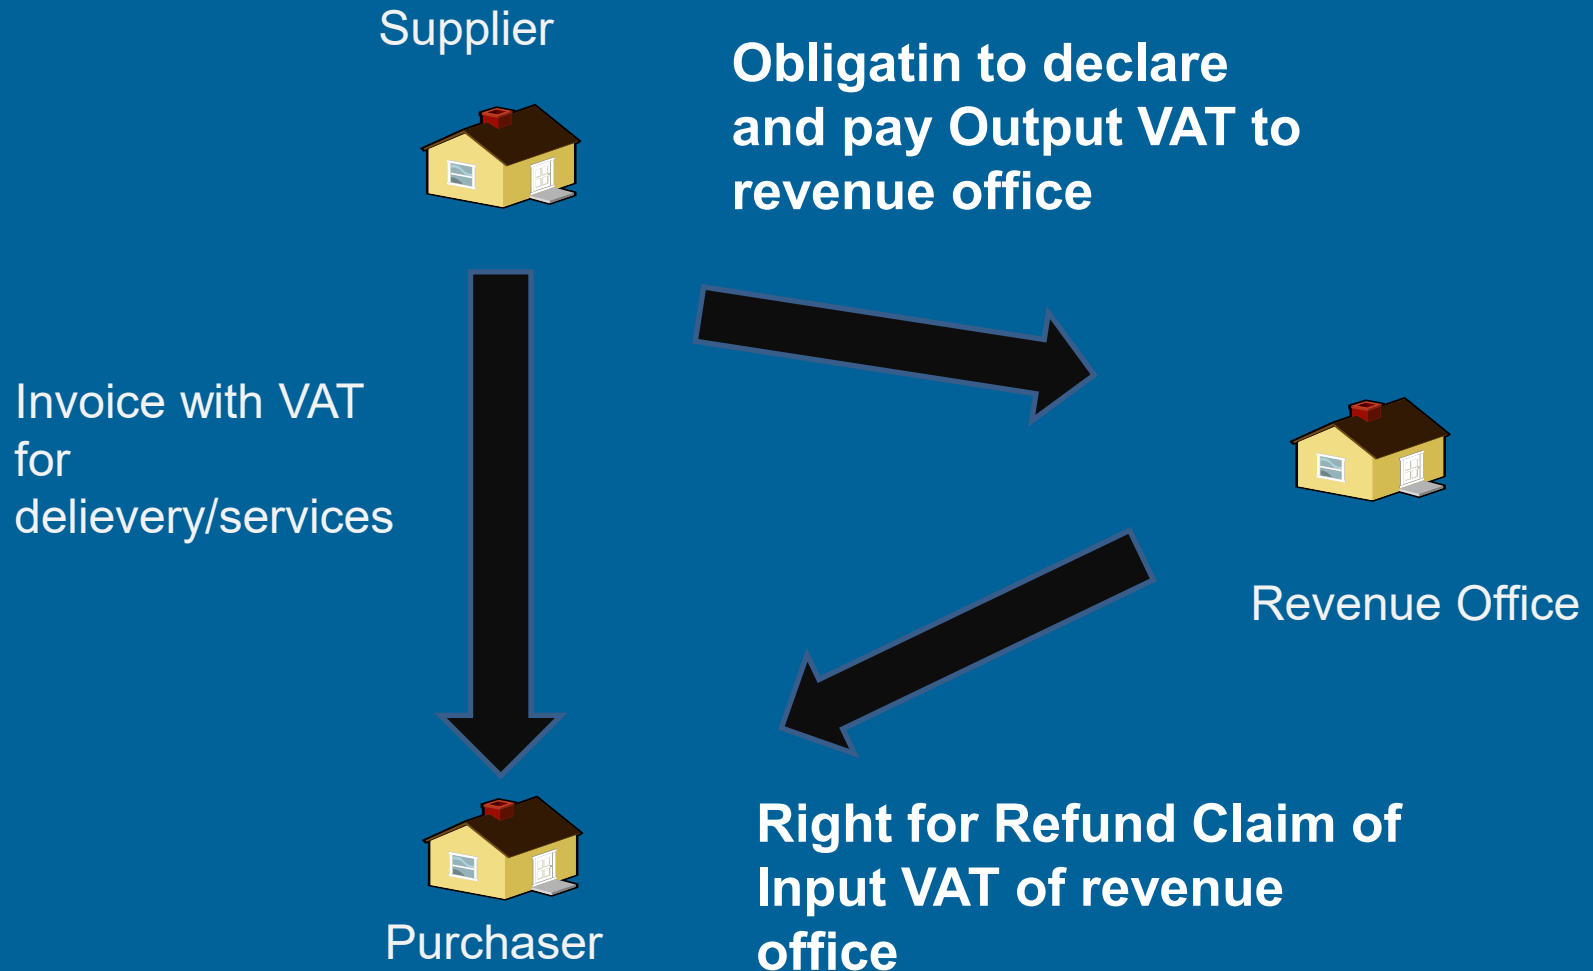 Supplier
Obligatin to declare
and pay Output VAT to
revenue office
Invoice with VAT
for
delievery/services
Revenue Office
Right for Refund Claim of
Input VAT of revenue
office
Purchaser